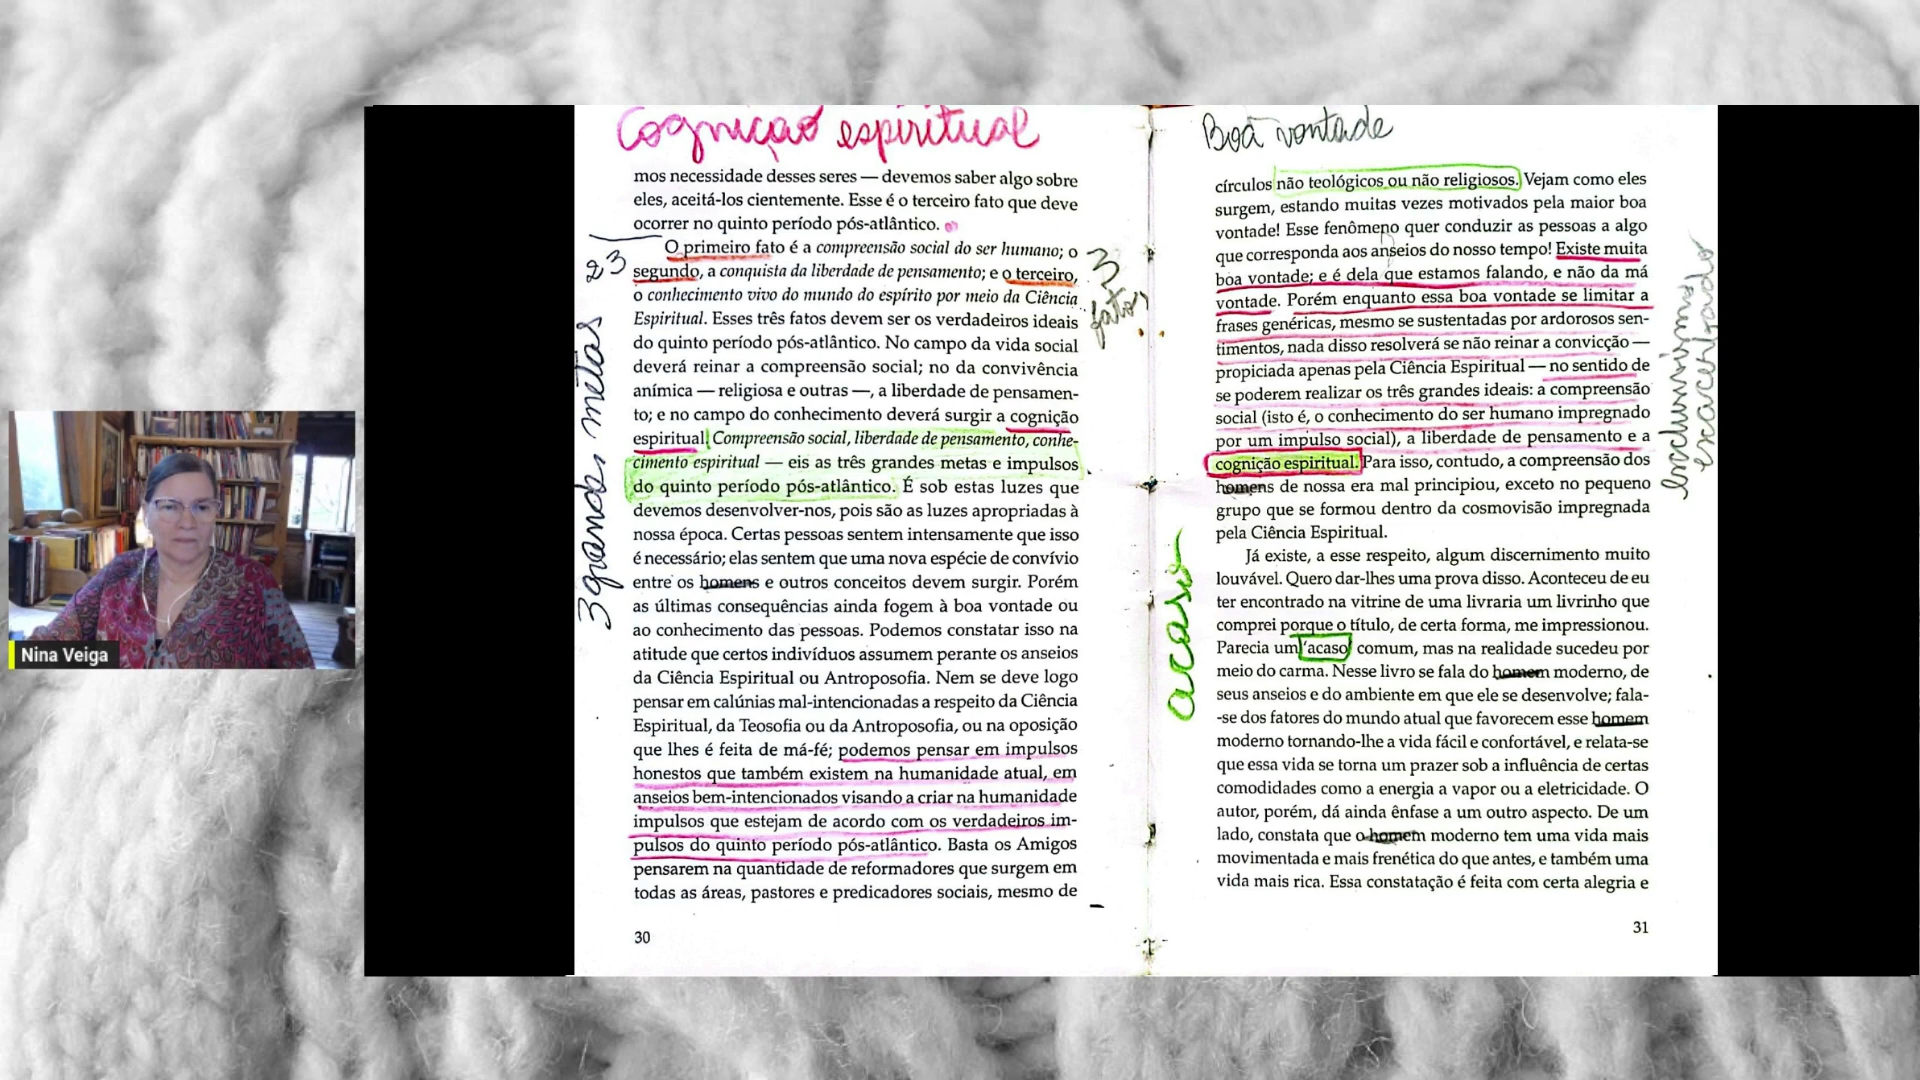 Cognição espiritual
mos necessidade desses seres — devemos saber algo sobre
eles, aceitá-los cientemente. Esse é o terceiro fato que deve
ocorrer no quinto período pós-atlântico.
O primeiro fato é a compreensão social do ser humano; o
segundo, a conquista da liberdade de pensamento; e o terceiro,
o conhecimento vivo do mundo do espírito por meio da Ciência
Espiritual. Esses três fatos devem ser os verdadeiros ideais
do quinto período pós-atlântico. No campo da vida social
deverá reinar a compreensão social; no da convivência
anímica — religiosa e outras —, a liberdade de pensamen-
to; e no campo do conhecimento deverá surgir a cognição
espiritual. Compreensão social, liberdade de pensamento, conhe-
cimento espiritual — eis as três grandes metas e impulsos
do quinto período pós-atlântico. É sob estas luzes que
devemos desenvolver-nos, pois são as luzes apropriadas à
nossa época. Certas pessoas sentem intensamente que isso
é necessário; elas sentem que uma nova espécie de convívio
entre os homens e outros conceitos devem surgir. Porém
as últimas consequências ainda fogem à boa vontade ou
ao conhecimento das pessoas. Podemos constatar isso na
atitude que certos indivíduos assumem perante os anseios
da Ciência Espiritual ou Antroposofia. Nem se deve logo
pensar em calúnias mal-intencionadas a respeito da Ciência
Espiritual, da Teosofia ou da Antroposofia, ou na oposição
que lhes é feita de má-fé; podemos pensar em impulsos
honestos que também existem na humanidade atual, em
anseios bem-intencionados visando a criar na humanidade
impulsos que estejam de acordo com os verdadeiros im-
pulsos do quinto período pós-atlântico. Basta os Amigos
pensarem na quantidade de reformadores que surgem em
todas as áreas, pastores e predicadores sociais, mesmo de
30
23
3 grandes metas
3
fatos
Boa vontade
círculos não teológicos ou não religiosos. Vejam como eles
surgem, estando muitas vezes motivados pela maior boa
vontade! Esse fenômeno quer conduzir as pessoas a algo
que corresponda aos anseios do nosso tempo! Existe muita
boa vontade; e é dela que estamos falando, e não da má
vontade. Porém enquanto essa boa vontade se limitar a
frases genéricas, mesmo se sustentadas por ardorosos sen-
timentos, nada disso resolverá se não reinar a convicção —
propiciada apenas pela Ciência Espiritual — no sentido de
se poderem realizar os três grandes ideais: a compreensão
social (isto é, o conhecimento do ser humano impregnado
por um impulso social), a liberdade de pensamento e a
cognição espiritual. Para isso, contudo, a compreensão dos
homens de nossa era mal principiou, exceto no pequeno
grupo que se formou dentro da cosmovisão impregnada
pela Ciência Espiritual.
Já existe, a esse respeito, algum discernimento muito
louvável. Quero dar-lhes uma prova disso. Aconteceu de eu
ter encontrado na vitrine de uma livraria um livrinho que
comprei porque o título, de certa forma, me impressionou.
Parecia um 'acaso' comum, mas na realidade sucedeu por
meio do carma. Nesse livro se fala do homem moderno, de
seus anseios e do ambiente em que ele se desenvolve; fala-
-se dos fatores do mundo atual que favorecem esse homem
moderno tornando-lhe a vida fácil e confortável, e relata-se
que essa vida se torna um prazer sob a influência de certas
comodidades como a energia a vapor ou a eletricidade. O
autor, porém, dá ainda ênfase a um outro aspecto. De um
lado, constata que o homem moderno tem uma vida mais
movimentada e mais frenética do que antes, e também uma
vida mais rica. Essa constatação é feita com certa alegria e
31
acaso
exacerbado
Nina Veiga